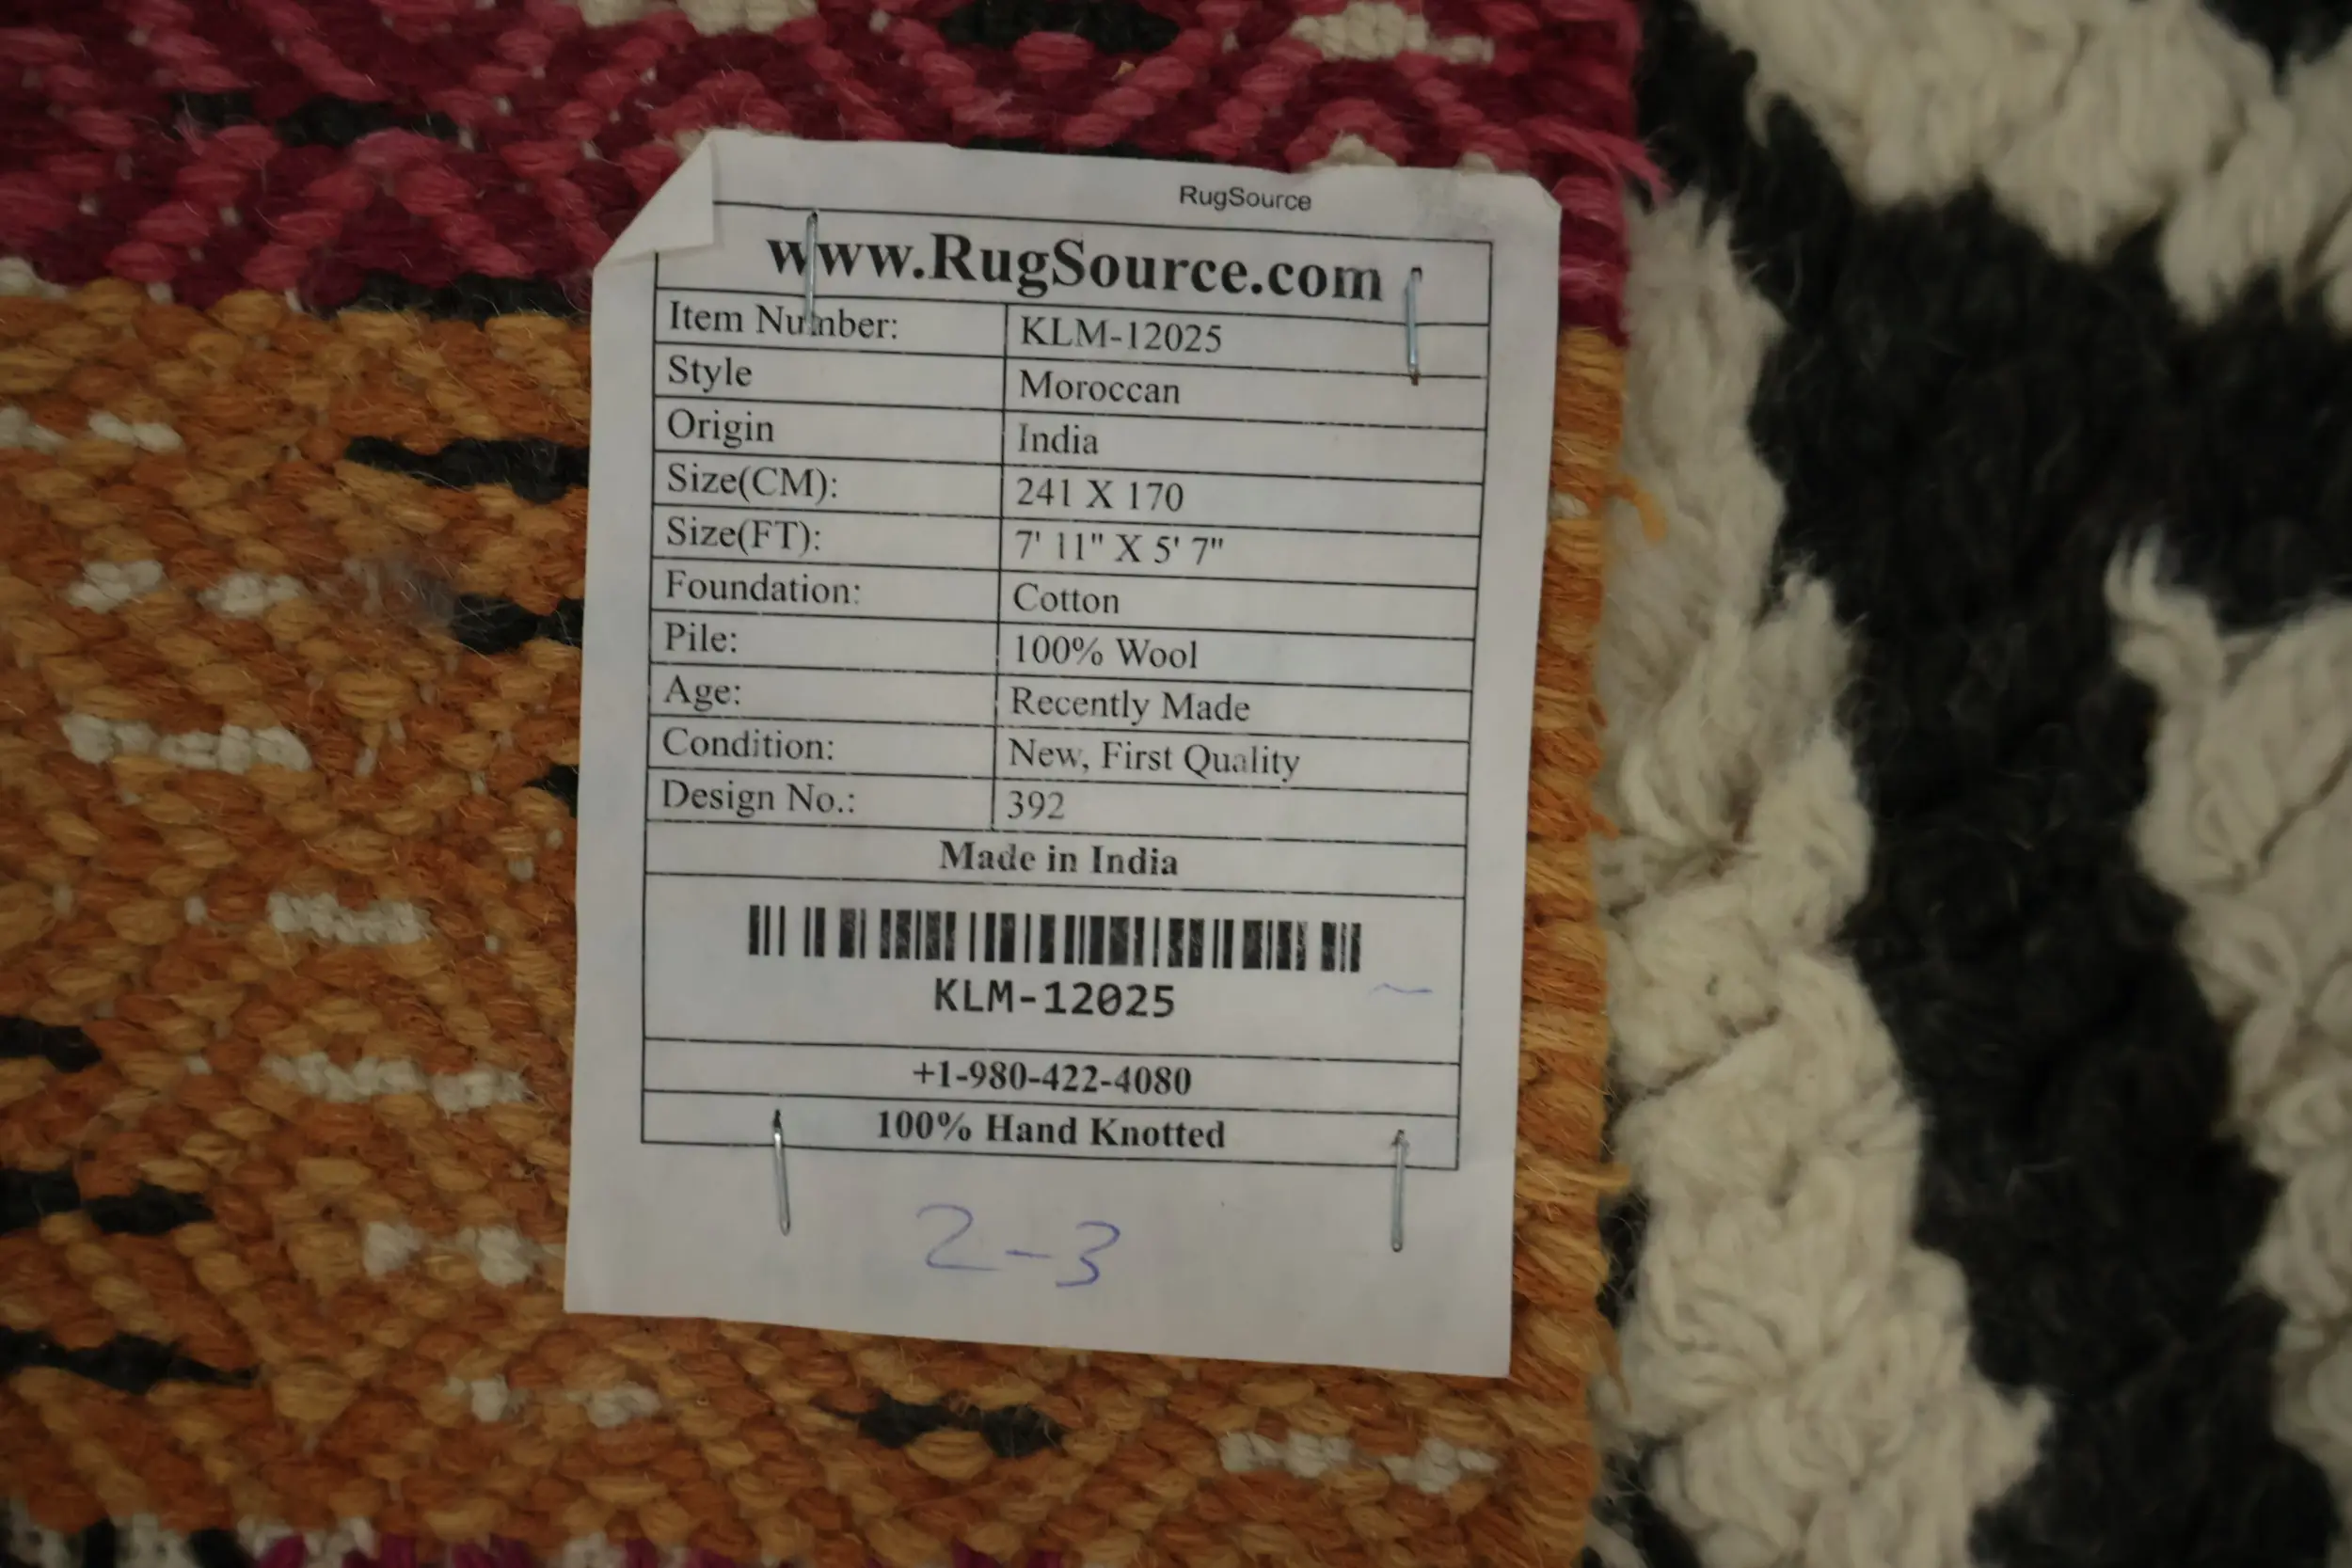 RugSource
www.RugSource.com
Item Number: KLM-12025
Style Moroccan
Origin India
Size(CM): 241 X 170
Size(FT): 7' 11" X 5' 7"
Foundation: Cotton
Pile: 100% Wool
Age: Recently Made
Condition: New, First Quality
Design No.: 392
Made in India
KLM-12025
+1-980-422-4080
100% Hand Knotted
2-3